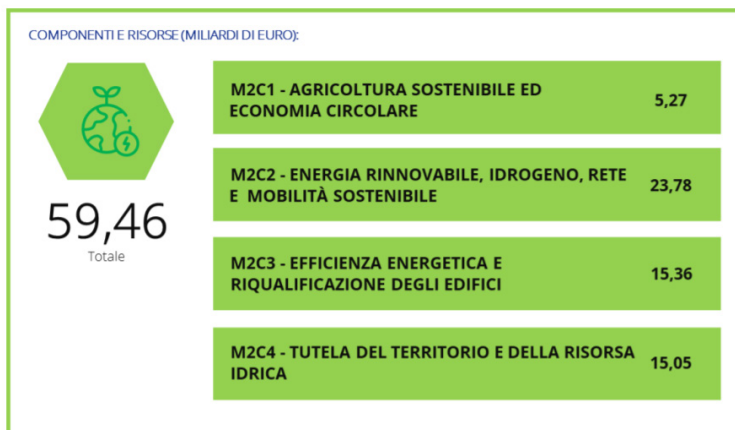 COMPONENTI E RISORSE (MILIARDI DI EURO):
59,46
Totale
M2C1 - AGRICOLTURA SOSTENIBILE ED
ECONOMIA CIRCOLARE
5,27
M2C2 - ENERGIA RINNOVABILE, IDROGENO, RETE
E MOBILITÀ SOSTENIBILE
23,78
M2C3 - EFFICIENZA ENERGETICA E
RIQUALIFICAZIONE DEGLI EDIFICI
15,36
M2C4 - TUTELA DEL TERRITORIO E DELLA RISORSA
IDRICA
15,05